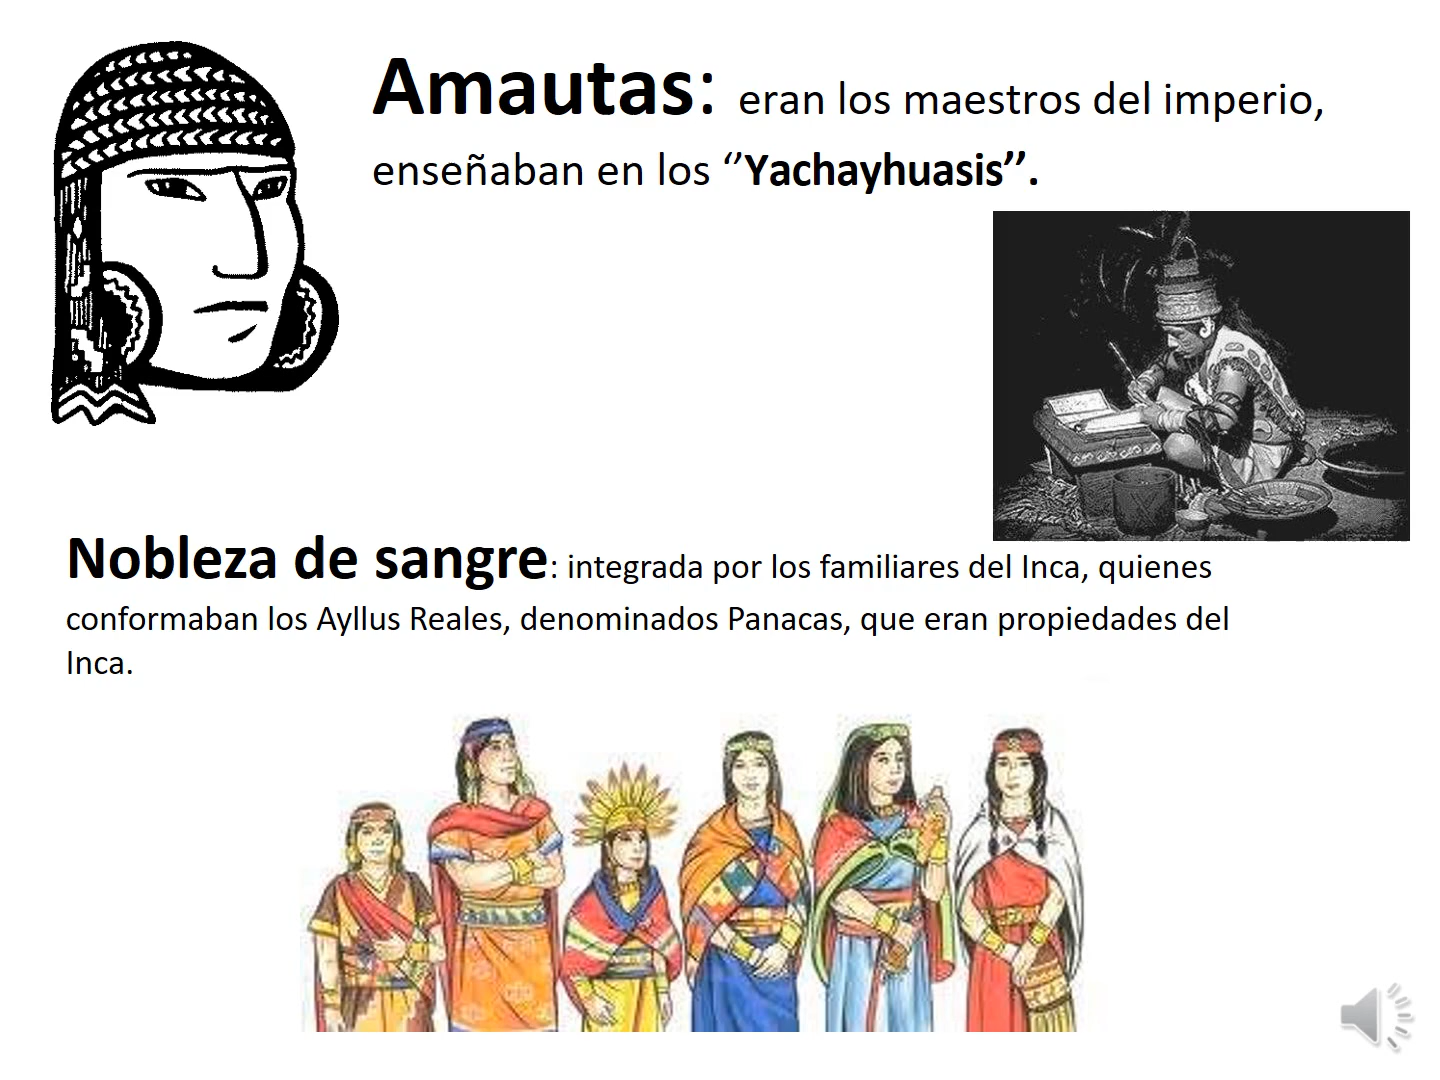 Amautas: eran los maestros del imperio,
enseñaban en los ‘’Yachayhuasis’’.
Nobleza de sangre: integrada por los familiares del Inca, quienes
conformaban los Ayllus Reales, denominados Panacas, que eran propiedades del
Inca.